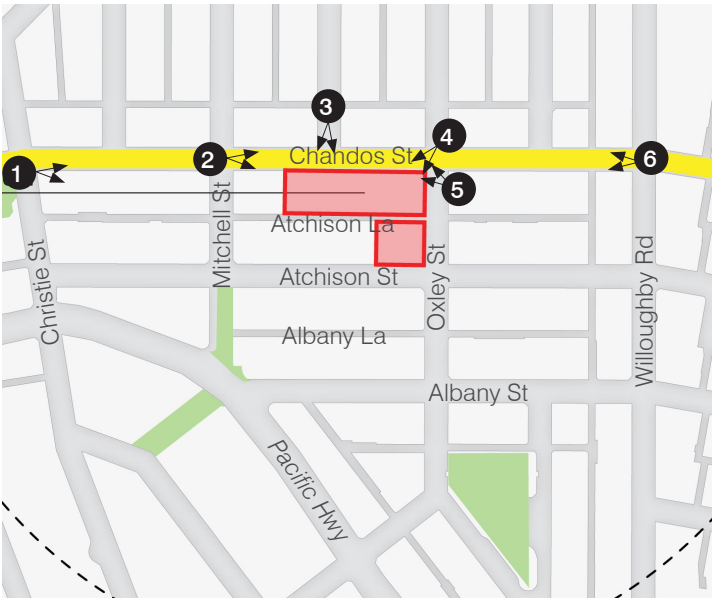 3
4
2
Chandos St
6
1
5
Mitchell St
Atchison La
Christie St
Atchison St
Oxley St
Willoughby Rd
Albany La
Albany St
Pacific Hwy